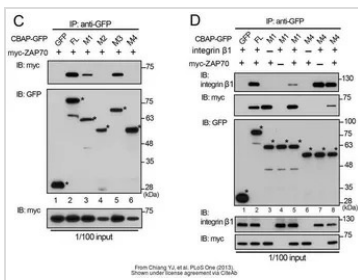 C
IP: anti-GFP
CBAP-GFP GFP FL M1 M2 M3 M4
myc-ZAP70 + + + + + +
IB: myc 75
IB: GFP 75
63
48
35
28
(kDa)
1 2 3 4 5 6
IB: myc 75
1/100 input
D
IP: anti-GFP
CBAP-GFP GFP FL M1 M1 M1 M4 M4 M4
integrin β1 + + − + + − + +
myc-ZAP70 + + + − + + − +
IB:
integrin β1 130
IB: myc 75
IB: GFP 100
75
63
48
35
28
(kDa)
1 2 3 4 5 6 7 8
IB:
integrin β1 130
IB: myc 75
1/100 input
From Chiang YJ, et al. PLoS One (2013).
Shown under license agreement via CiteAb